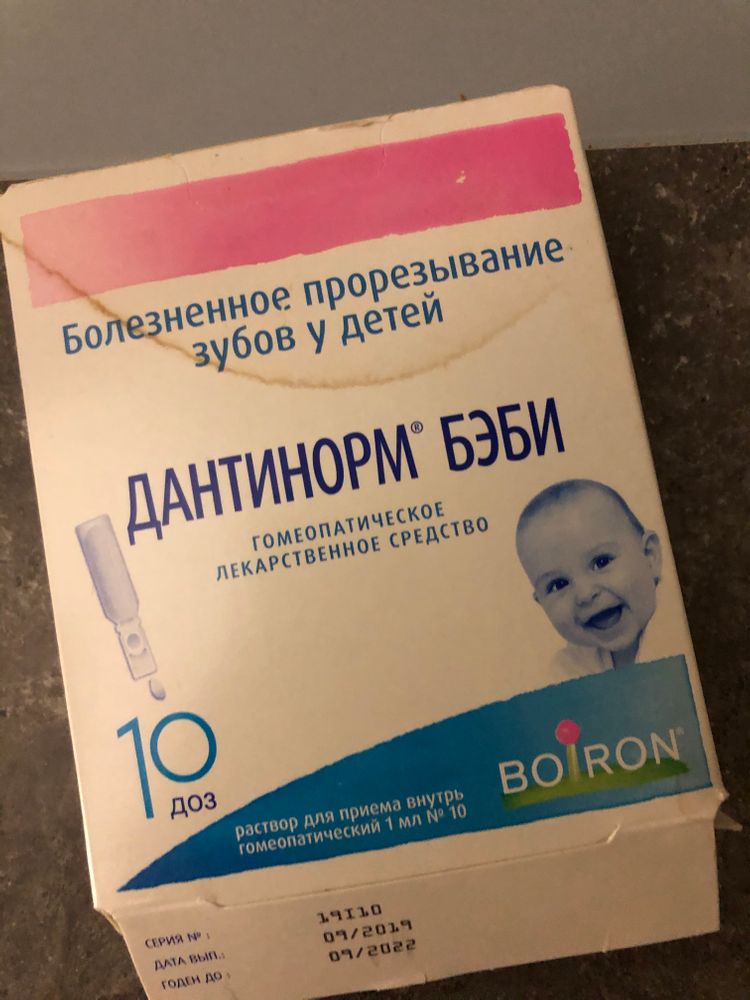 Болезненное прорезывание
зубов у детей
ДАНТИНОРМ® БЭБИ
ГОМЕОПАТИЧЕСКОЕ
ЛЕКАРСТВЕННОЕ СРЕДСТВО
10
ДОЗ
BOIRON®
раствор для приема внутрь
гомеопатический 1 мл № 10
СЕРИЯ № : 19I10
ДАТА ВЫП.: 09/2019
ГОДЕН ДО : 09/2022